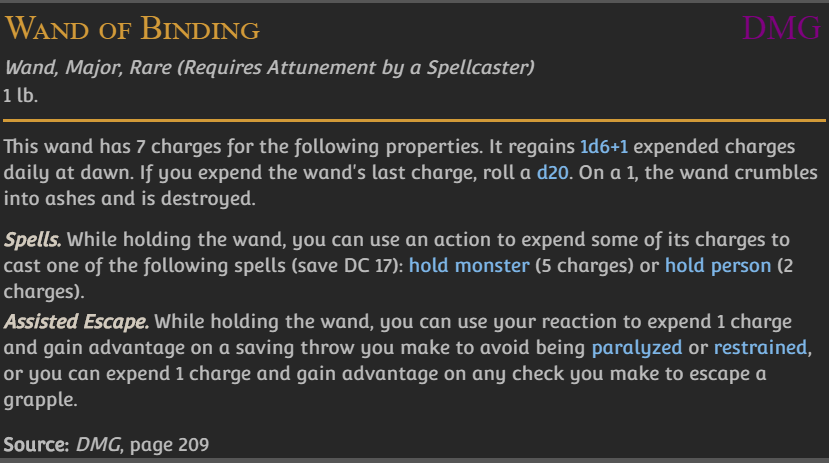 Wand of Binding DMG
Wand, Major, Rare (Requires Attunement by a Spellcaster)
1 lb.
This wand has 7 charges for the following properties. It regains 1d6+1 expended charges
daily at dawn. If you expend the wand's last charge, roll a d20. On a 1, the wand crumbles
into ashes and is destroyed.
Spells. While holding the wand, you can use an action to expend some of its charges to
cast one of the following spells (save DC 17): hold monster (5 charges) or hold person (2
charges).
Assisted Escape. While holding the wand, you can use your reaction to expend 1 charge
and gain advantage on a saving throw you make to avoid being paralyzed or restrained,
or you can expend 1 charge and gain advantage on any check you make to escape a
grapple.
Source: DMG, page 209